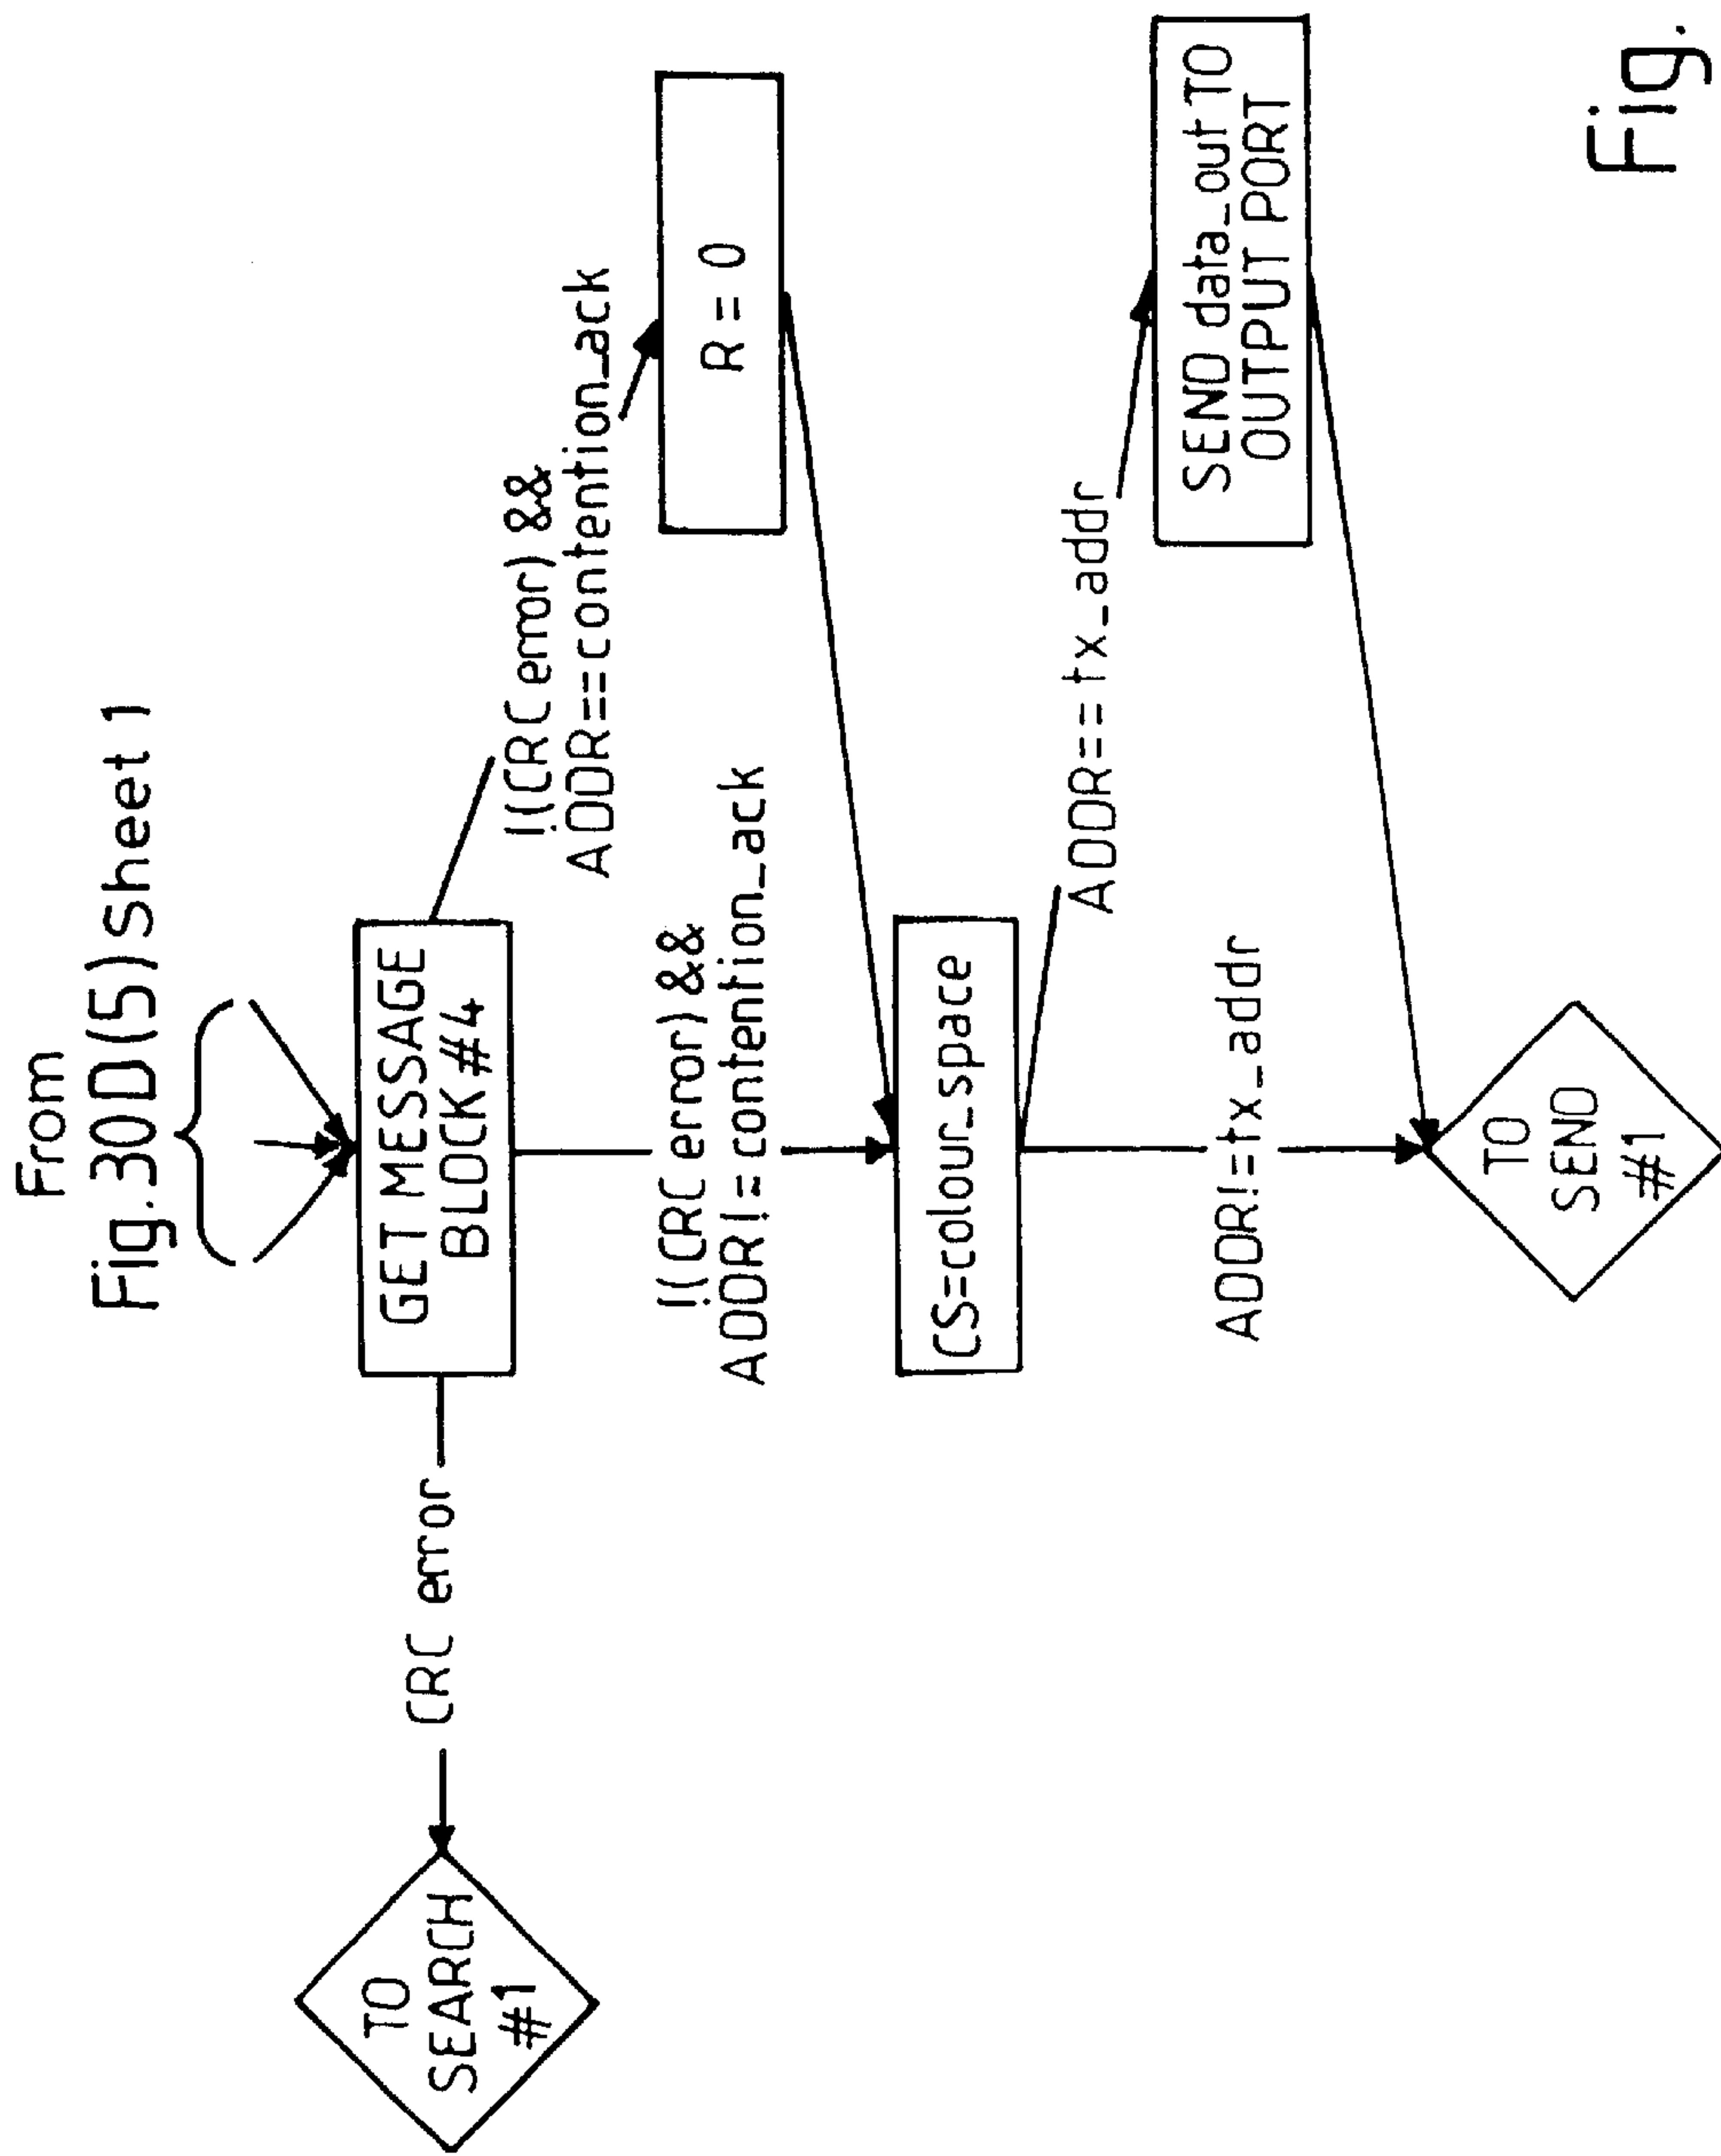 From
Fig.30D(5) sheet 1
GET MESSAGE
BLOCK #4
CRC error
TO
SEARCH
#1
!(CRC error) &&
ADDR==contention_ack
R = 0
!(CRC error) &&
ADDR!=contention_ack
CS=colour_space
ADDR==tx_addr
SEND data_out TO
OUTPUT PORT
ADDR!=tx_addr
TO
SEND
#1
Fig.